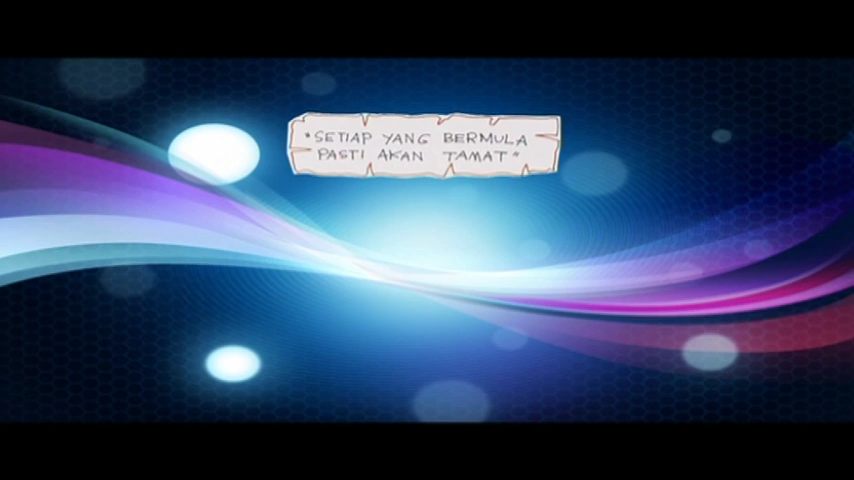 "SETIAP YANG BERMULA
PASTI AKAN TAMAT"